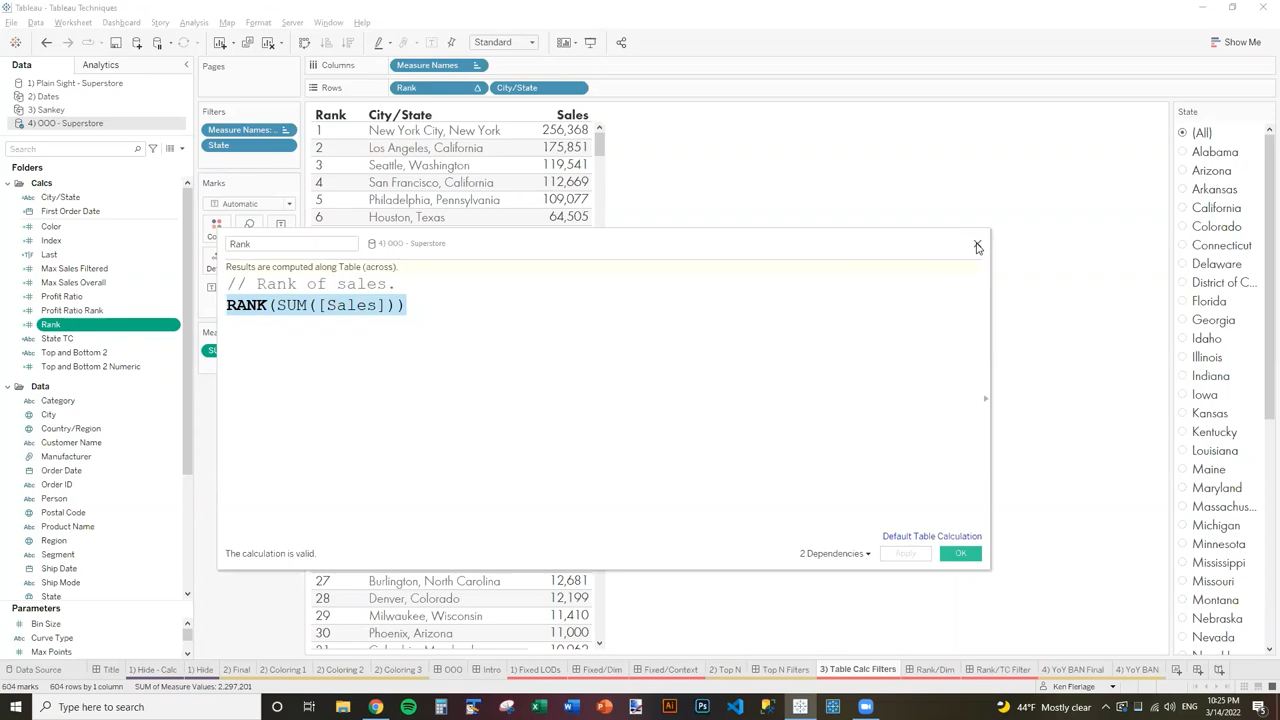 Tableau - Tableau Techniques
File Data Worksheet Dashboard Story Analysis Map Format Server Window Help
Standard
Show Me
Data Analytics
1) Plain Sight - Superstore
2) Dates
3) Sankey
4) OOO - Superstore
Search
Folders
Calcs
Abc City/State
First Order Date
Abc Color
Index
Last
Max Sales Filtered
Max Sales Overall
Profit Ratio
Profit Ratio Rank
Rank
State TC
Abc Top and Bottom 2
Top and Bottom 2 Numeric
Data
Abc Category
City
Country/Region
Abc Customer Name
Manufacturer
Order Date
Abc Order ID
Abc Person
Postal Code
Abc Product Name
Region
Abc Segment
Ship Date
Abc Ship Mode
State
Parameters
Bin Size
Curve Type
Max Points
Pages
Filters
Measure Names: ..
State
Marks
Automatic
Columns Measure Names
Rows Rank City/State
Rank City/State Sales
1 New York City, New York 256,368
2 Los Angeles, California 175,851
3 Seattle, Washington 119,541
4 San Francisco, California 112,669
5 Philadelphia, Pennsylvania 109,077
6 Houston, Texas 64,505
Rank 4) OOO - Superstore
Results are computed along Table (across).
// Rank of sales.
RANK(SUM([Sales]))
Default Table Calculation
The calculation is valid. 2 Dependencies Apply OK
27 Burlington, North Carolina 12,681
28 Denver, Colorado 12,199
29 Milwaukee, Wisconsin 11,410
30 Phoenix, Arizona 11,000
State
(All)
Alabama
Arizona
Arkansas
California
Colorado
Connecticut
Delaware
District of C...
Florida
Georgia
Idaho
Illinois
Indiana
Iowa
Kansas
Kentucky
Louisiana
Maine
Maryland
Massachus...
Michigan
Minnesota
Mississippi
Missouri
Montana
Nebraska
Nevada
Data Source Title 1) Hide - Calc 1) Hide 2) Final 2) Coloring 1 2) Coloring 2 2) Coloring 3 OOO Intro 1) Fixed LODs Fixed/Dim Fixed/Context 2) Top N Top N Filters 3) Table Calc Filters Rank/Dim Rank/TC Filter 4) YoY BAN Final 4) YoY BAN
604 marks 604 rows by 1 column SUM of Measure Values: 2,297,201 Ken Flerlage
Type here to search 44°F Mostly clear 10:25 PM
3/14/2022